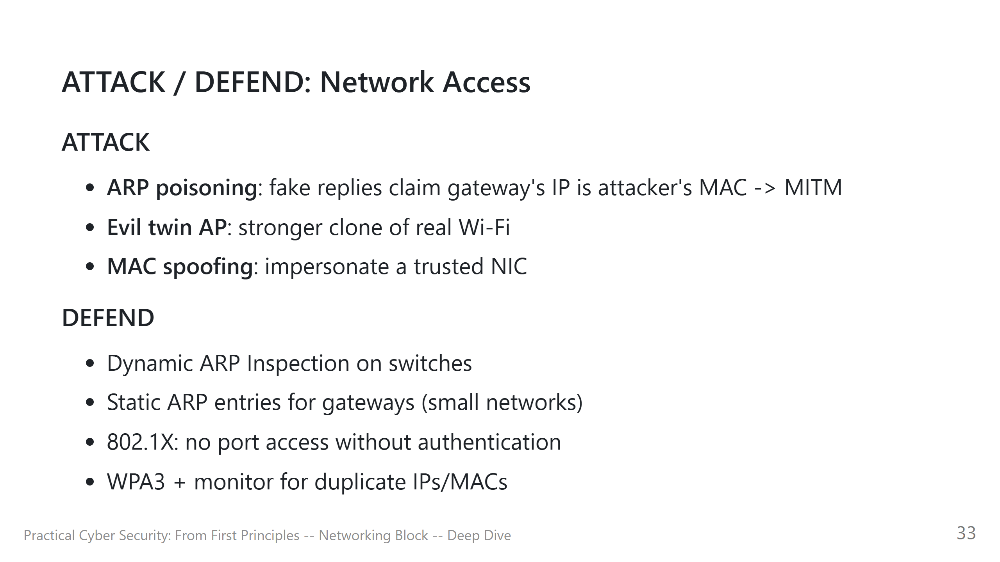 ATTACK / DEFEND: Network Access
ATTACK
• ARP poisoning: fake replies claim gateway's IP is attacker's MAC -> MITM
• Evil twin AP: stronger clone of real Wi-Fi
• MAC spoofing: impersonate a trusted NIC
DEFEND
• Dynamic ARP Inspection on switches
• Static ARP entries for gateways (small networks)
• 802.1X: no port access without authentication
• WPA3 + monitor for duplicate IPs/MACs
Practical Cyber Security: From First Principles -- Networking Block -- Deep Dive
33